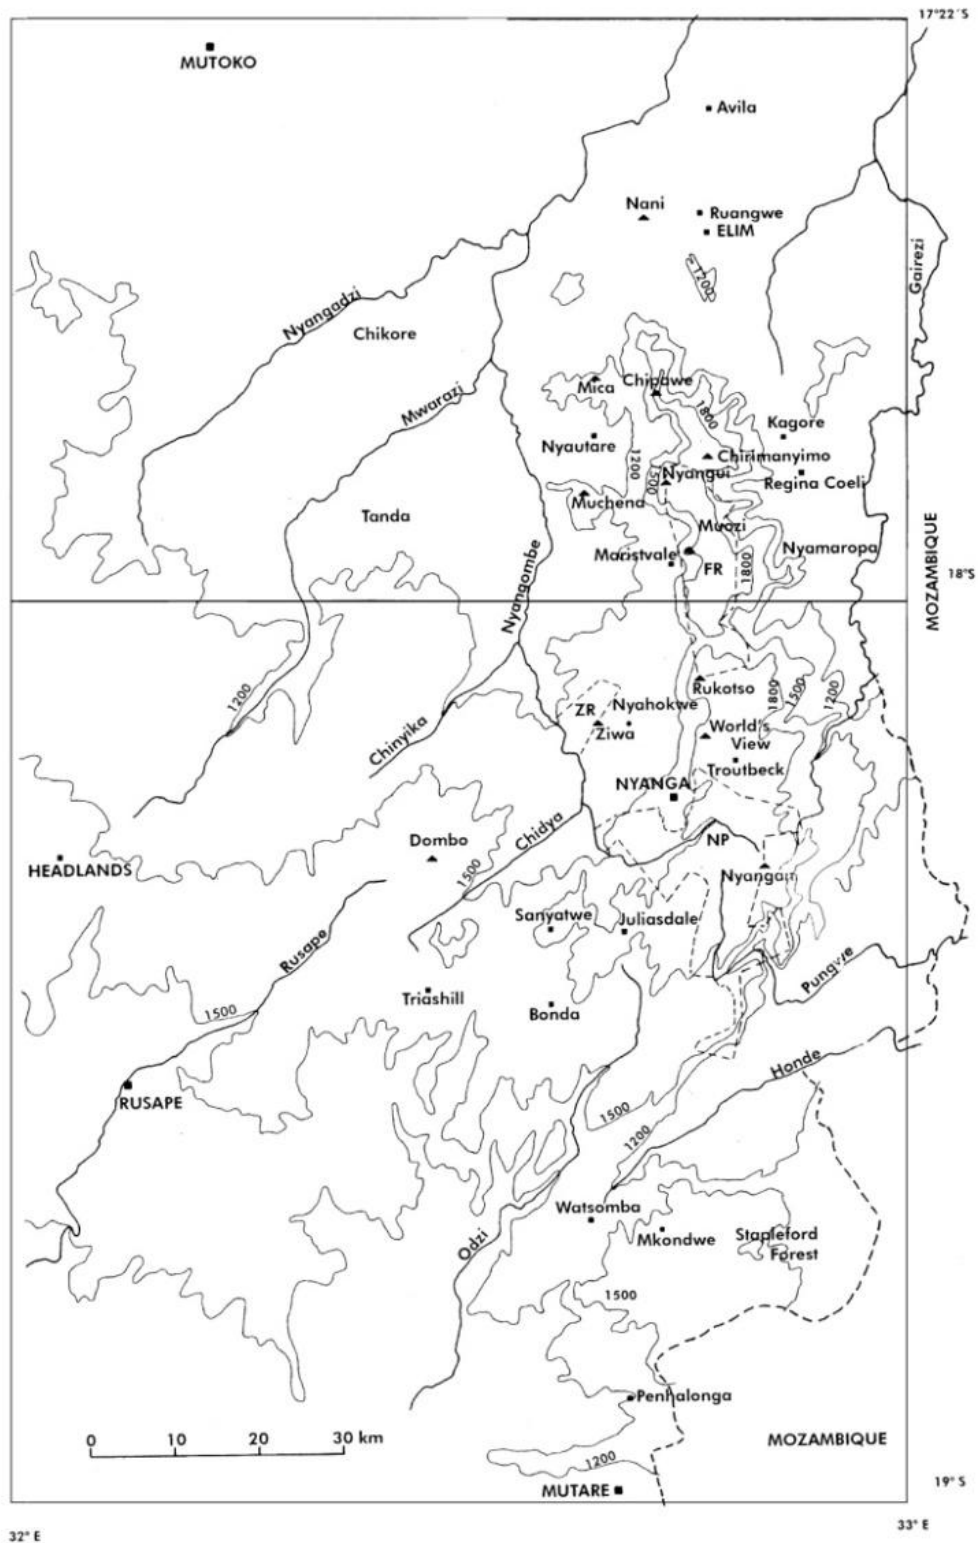 17°22´S
MUTOKO
Avila
Nani
Ruangwe
ELIM
1200
Gairezi
Nyangadzi
Chikore
Mica
Chipawe
Mwarazi
1800
Kagore
Nyautare
Chirimanyimo
1200
1500
Nyangui
Regina Coeli
Muchena
Tanda
Muozi
MOZAMBIQUE
Nyamaropa
Maristvale
FR
1800
18°S
Nyangombe
Rukotso
1200
1800
1500
1200
ZR
Nyahokwe
Ziwa
World's
View
Chinyika
Troutbeck
NYANGA
Chidya
NP
Dombo
HEADLANDS
1500
Nyangani
Sanyatwe
Juliasdale
Rusape
Pungwe
Triashill
Bonda
1500
Honde
RUSAPE
1500
1200
Watsomba
Mkondwe
Stapleford
Forest
Odzi
1500
Penhalonga
0 10 20 30 km
MOZAMBIQUE
1200
MUTARE
19° S
32° E
33° E